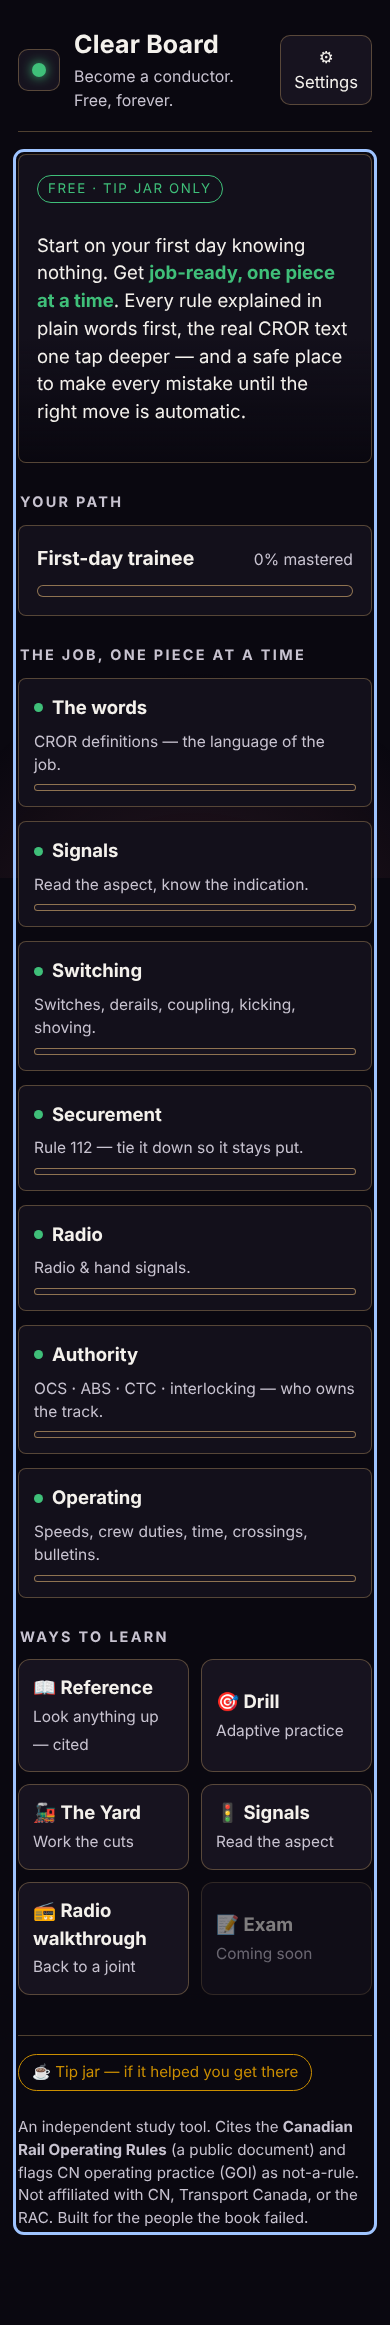 Clear Board
Become a conductor.
Free, forever.
⚙
Settings
FREE · TIP JAR ONLY
Start on your first day knowing
nothing. Get job-ready, one piece
at a time. Every rule explained in
plain words first, the real CROR text
one tap deeper — and a safe place
to make every mistake until the
right move is automatic.
YOUR PATH
First-day trainee 0% mastered
THE JOB, ONE PIECE AT A TIME
The words
CROR definitions — the language of the
job.
Signals
Read the aspect, know the indication.
Switching
Switches, derails, coupling, kicking,
shoving.
Securement
Rule 112 — tie it down so it stays put.
Radio
Radio & hand signals.
Authority
OCS · ABS · CTC · interlocking — who owns
the track.
Operating
Speeds, crew duties, time, crossings,
bulletins.
WAYS TO LEARN
📖 Reference
Look anything up
— cited
🎯 Drill
Adaptive practice
🚂 The Yard
Work the cuts
🚦 Signals
Read the aspect
📻 Radio
walkthrough
Back to a joint
📝 Exam
Coming soon
☕ Tip jar — if it helped you get there
An independent study tool. Cites the Canadian
Rail Operating Rules (a public document) and
flags CN operating practice (GOI) as not-a-rule.
Not affiliated with CN, Transport Canada, or the
RAC. Built for the people the book failed.